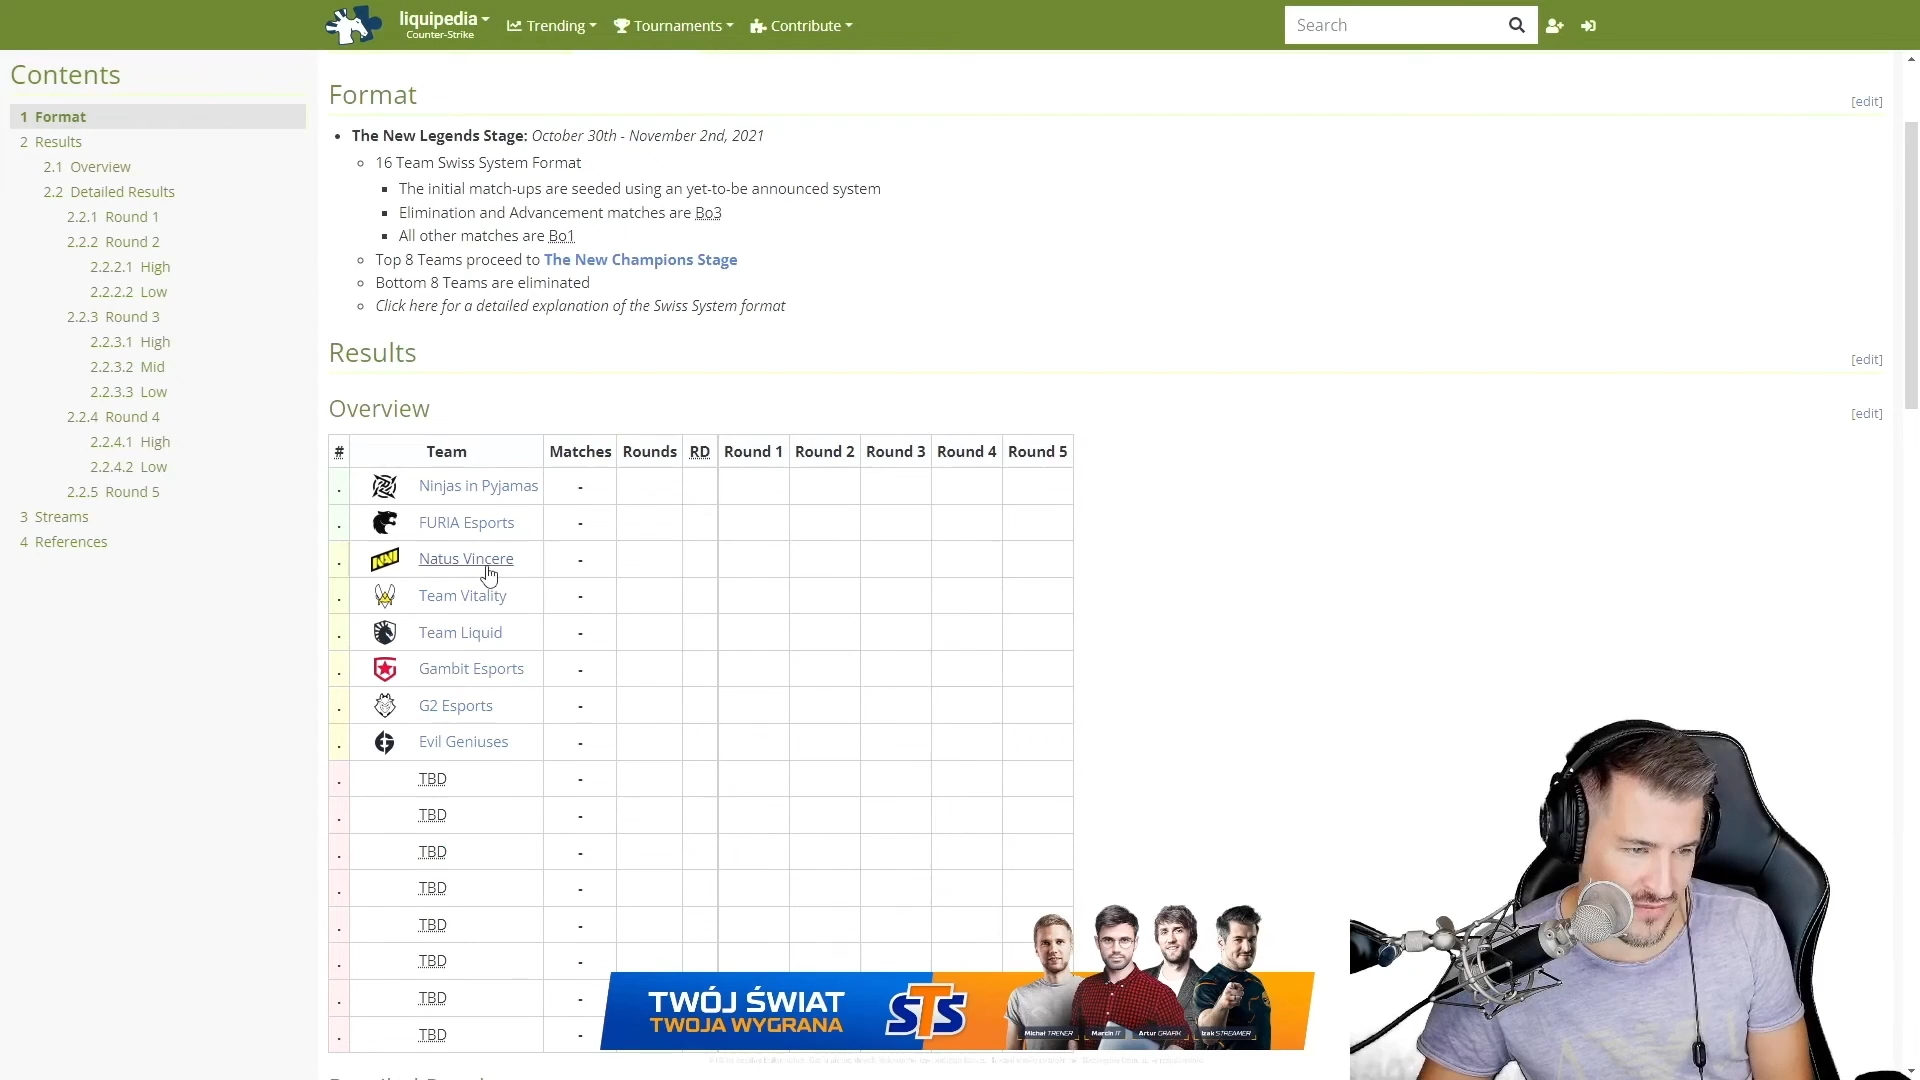 liquipedia
Counter-Strike
Trending
Tournaments
Contribute
Search
Contents
1 Format
2 Results
2.1 Overview
2.2 Detailed Results
2.2.1 Round 1
2.2.2 Round 2
2.2.2.1 High
2.2.2.2 Low
2.2.3 Round 3
2.2.3.1 High
2.2.3.2 Mid
2.2.3.3 Low
2.2.4 Round 4
2.2.4.1 High
2.2.4.2 Low
2.2.5 Round 5
3 Streams
4 References
Format
[edit]
• The New Legends Stage: October 30th - November 2nd, 2021
16 Team Swiss System Format
The initial match-ups are seeded using an yet-to-be announced system
Elimination and Advancement matches are Bo3
All other matches are Bo1
Top 8 Teams proceed to The New Champions Stage
Bottom 8 Teams are eliminated
Click here for a detailed explanation of the Swiss System format
Results
[edit]
Overview
[edit]
# Team Matches Rounds RD Round 1 Round 2 Round 3 Round 4 Round 5
. Ninjas in Pyjamas -
. FURIA Esports -
. Natus Vincere -
. Team Vitality -
. Team Liquid -
. Gambit Esports -
. G2 Esports -
. Evil Geniuses -
. TBD -
. TBD -
. TBD -
. TBD -
. TBD -
. TBD -
. TBD -
. TBD -
TWÓJ ŚWIAT
TWOJA WYGRANA
STS
Michał TRENER
Marcin IT
Artur GRAFIK
Izak STREAMER